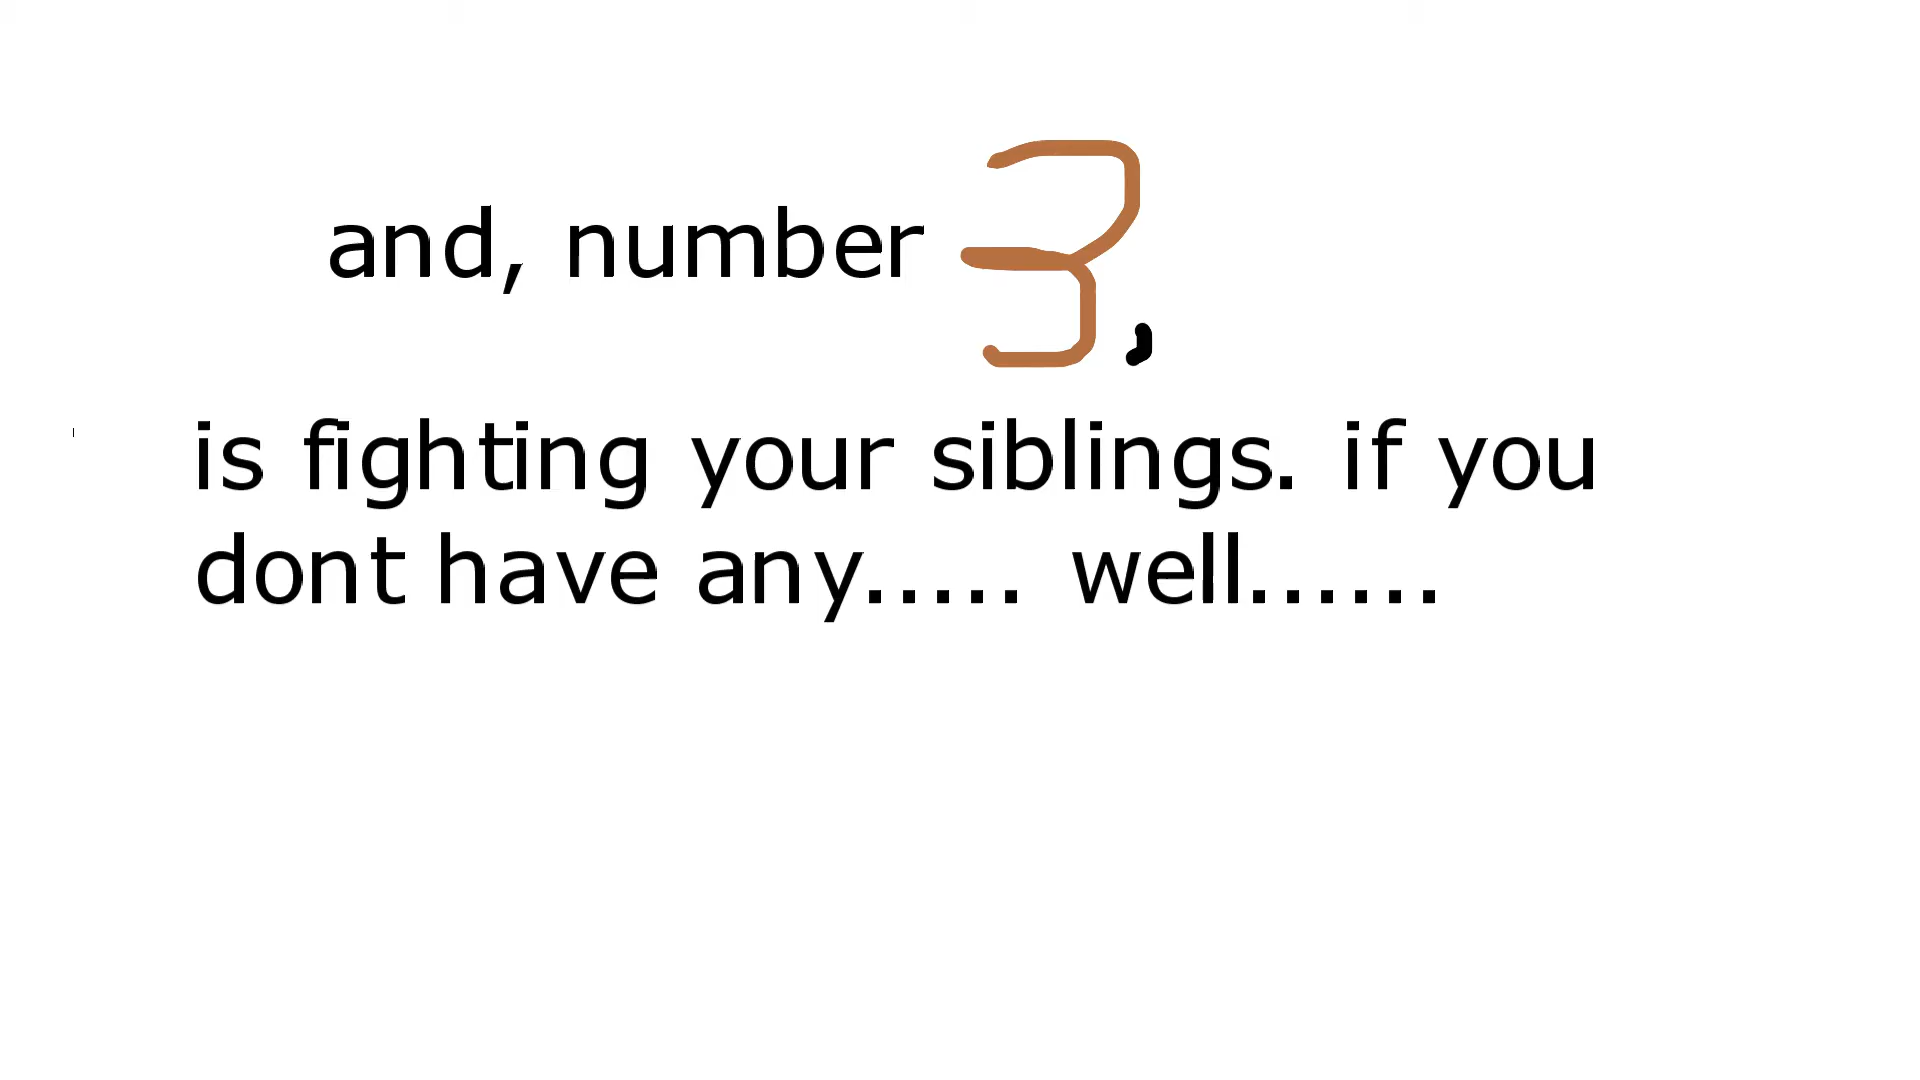 and, number 3,
is fighting your siblings. if you
dont have any..... well......